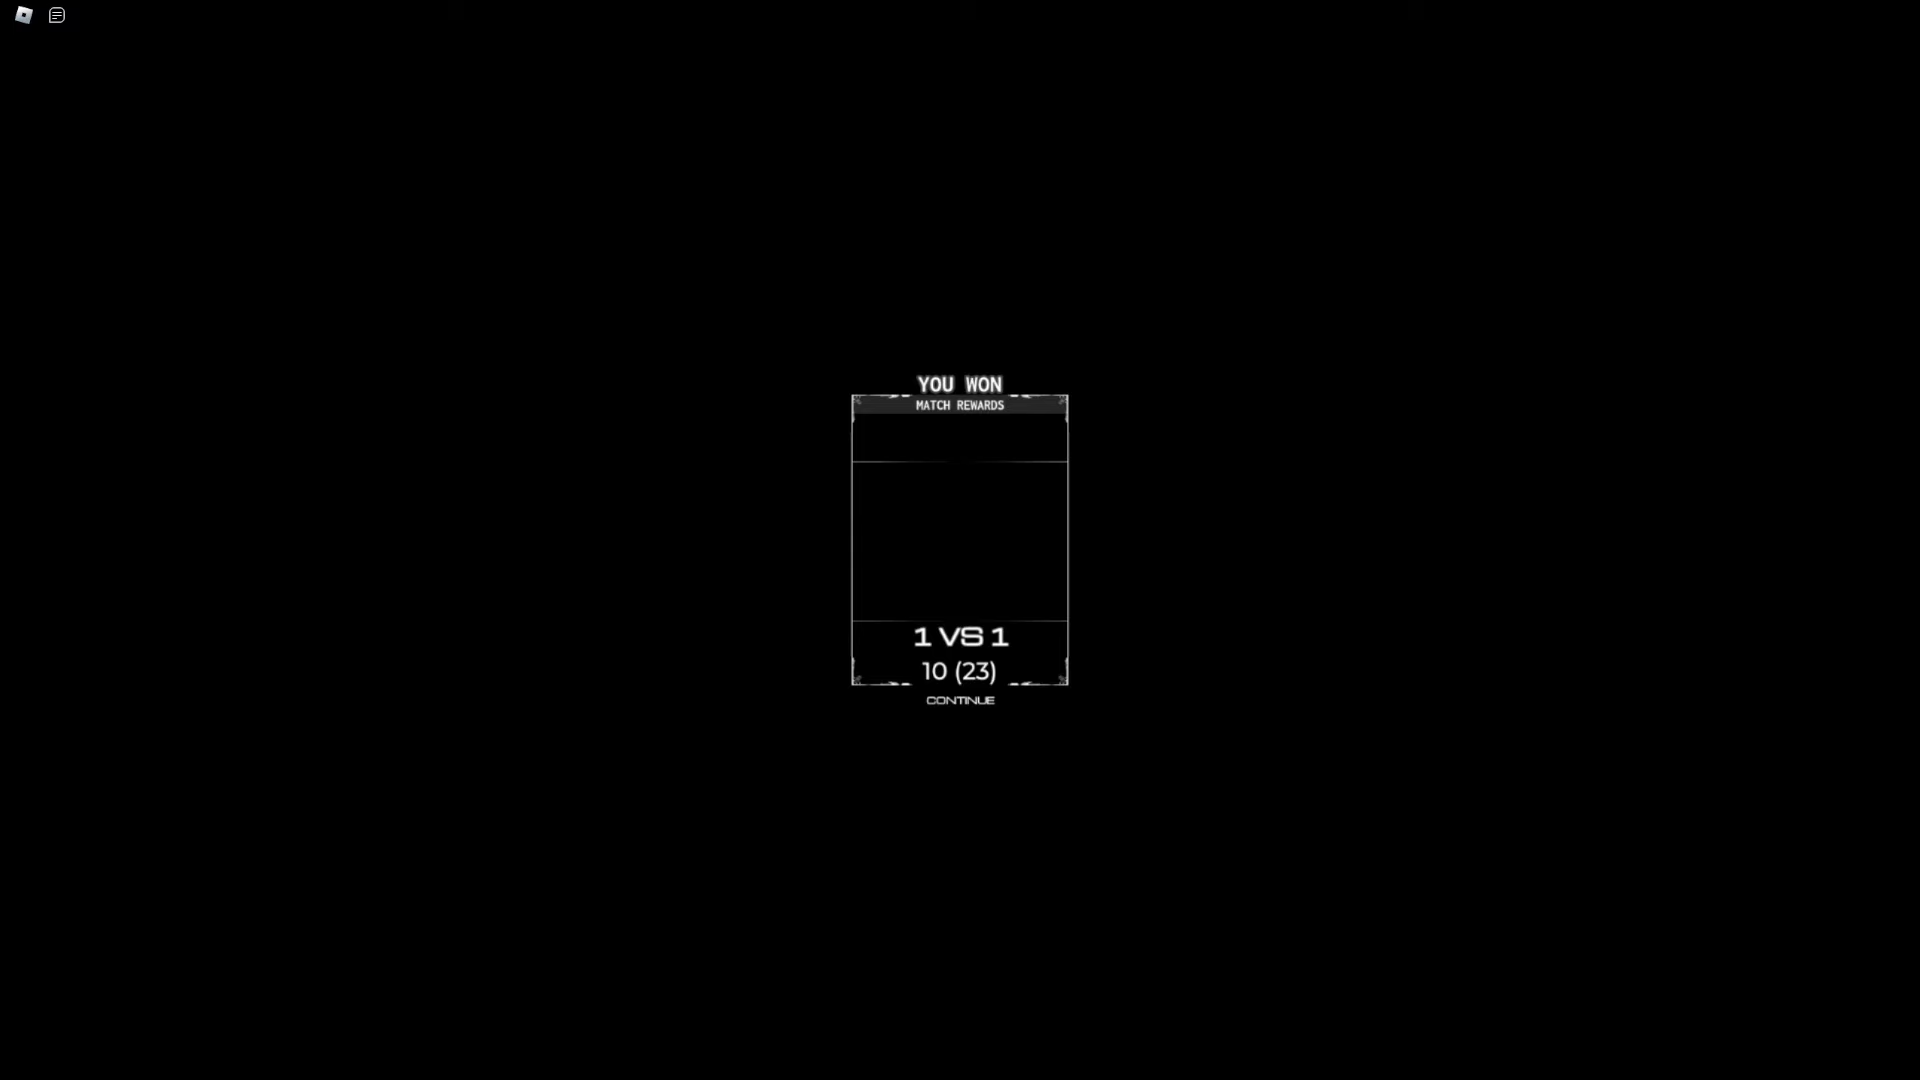 YOU WON
MATCH REWARDS
1 VS 1
10 (23)
CONTINUE